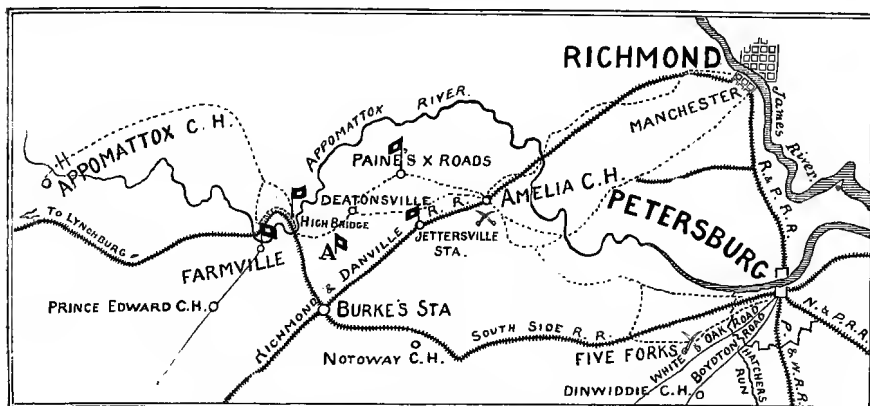 RICHMOND
James River
MANCHESTER
R. & P. R. R.
APPOMATTOX RIVER.
APPOMATTOX C. H.
PAINE'S X ROADS
AMELIA C.H.
DEATONSVILLE
HIGH BRIDGE
R. R.
JETTERSVILLE
STA.
PETERSBURG
TO LYNCHBURG
A
FARMVILLE
PRINCE EDWARD C.H.
RICHMOND & DANVILLE
BURKE'S STA
SOUTH SIDE R.R.
NOTOWAY C.H.
FIVE FORKS
WHITE OAK ROAD
BOYDTON ROAD
DINWIDDIE C.H.
HATCHERS
RUN
P. & W. R. R.
N. & P. R. R.